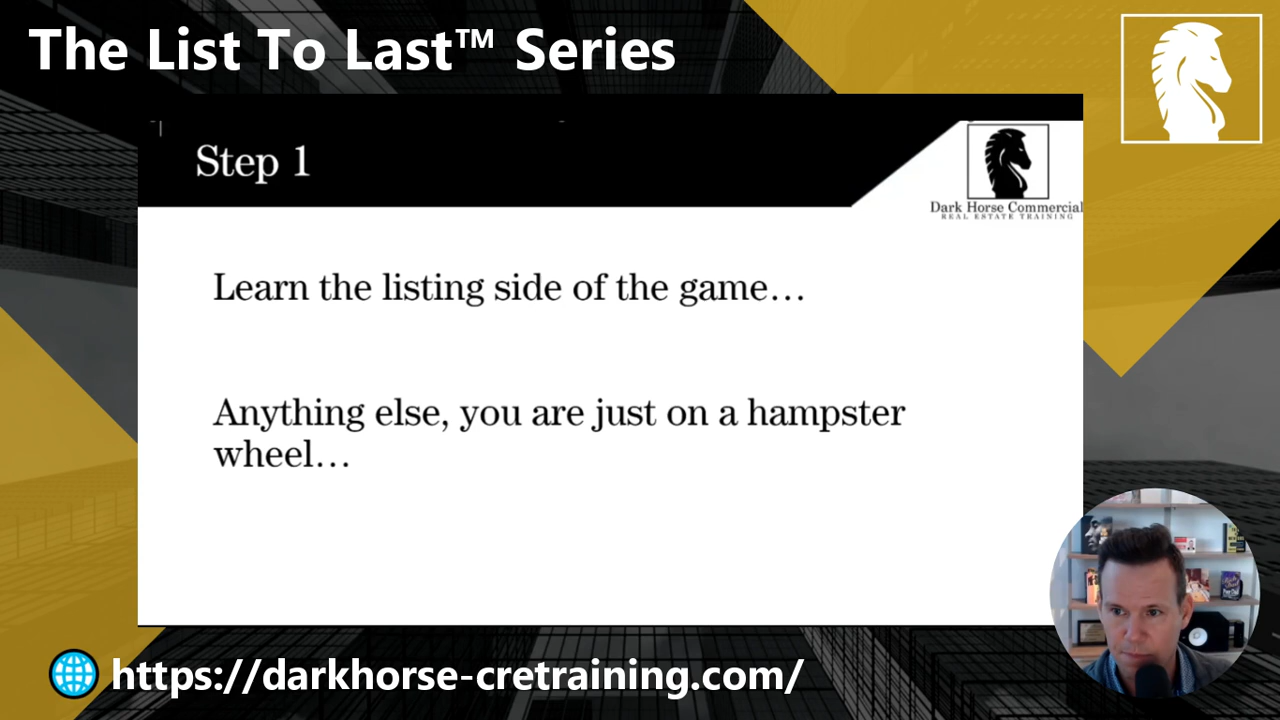 The List To Last™ Series
Step 1
Dark Horse Commercial
REAL ESTATE TRAINING
Learn the listing side of the game…
Anything else, you are just on a hampster
wheel…
https://darkhorse-cretraining.com/